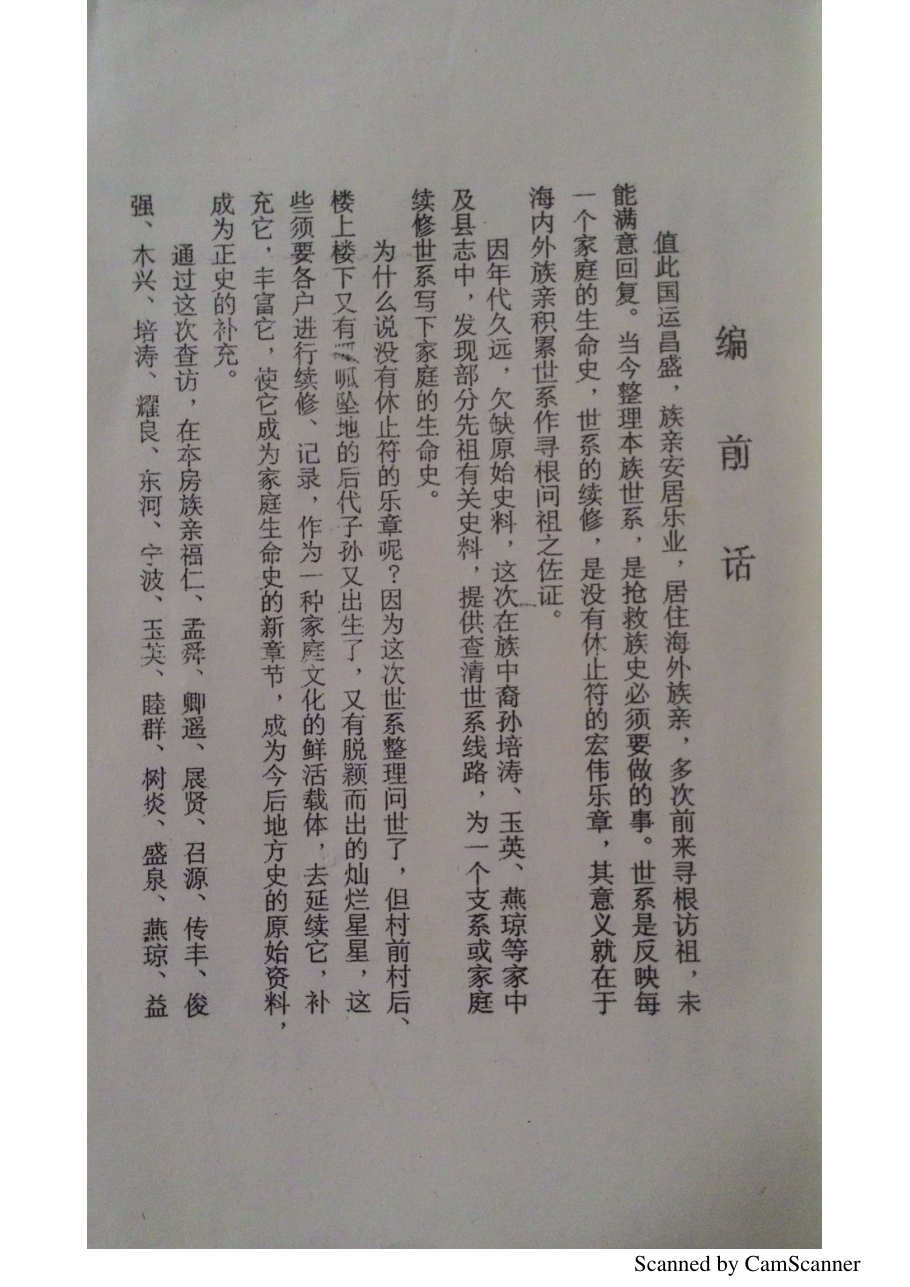 编前话
值此国运昌盛，族亲安居乐业，居住海外族亲，多次前来寻根访祖，未
能满意回复。当今整理本族世系，是抢救族史必须要做的事。世系是反映每
一个家庭的生命史，世系的续修，是没有休止符的宏伟乐章，其意义就在于
海内外族亲积累世系作寻根问祖之佐证。
因年代久远，欠缺原始史料，这次在族中裔孙培涛、玉英、燕琼等家中
及县志中，发现部分先祖有关史料，提供查清世系线路，为一个支系或家庭
续修世系写下家庭的生命史。
为什么说没有休止符的乐章呢？因为这次世系整理问世了，但村前村后、
楼上楼下又有呱坠地的后代子孙又出生了，又有脱颖而出的灿烂星星，这
些须要各户进行续修、记录，作为一种家庭文化的鲜活载体，去延续它，补
充它，丰富它，使它成为家庭生命史的新章节，成为今后地方史的原始资料，
成为正史的补充。
通过这次查访，在本房族亲福仁、孟舜、卿遥、展贤、召源、传丰、俊
强、木兴、培涛、耀良、东河、宁波、玉英、睦群、树炎、盛泉、燕琼、益
Scanned by CamScanner